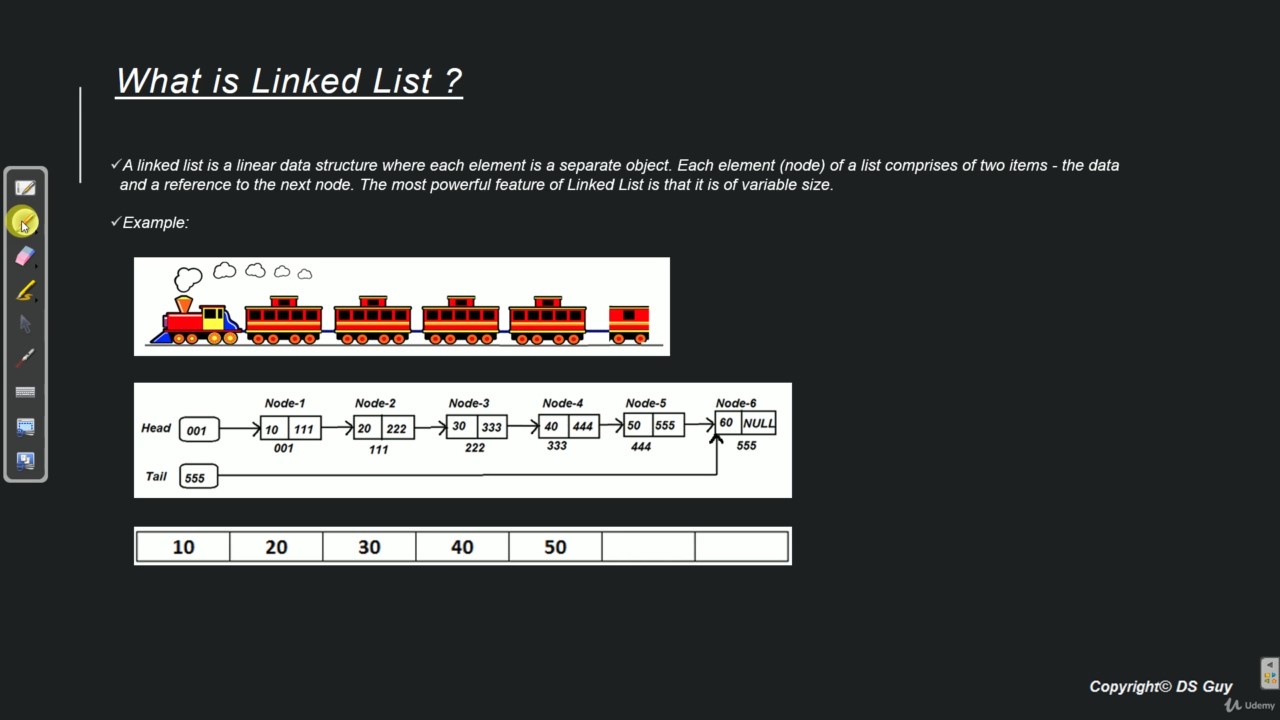 What is Linked List ?
✓A linked list is a linear data structure where each element is a separate object. Each element (node) of a list comprises of two items - the data
and a reference to the next node. The most powerful feature of Linked List is that it is of variable size.
✓Example:
Node-1 Node-2 Node-3 Node-4 Node-5 Node-6
Head 001 10 111 20 222 30 333 40 444 50 555 60 NULL
001 111 222 333 444 555
Tail 555
10 20 30 40 50
Copyright© DS Guy
Udemy